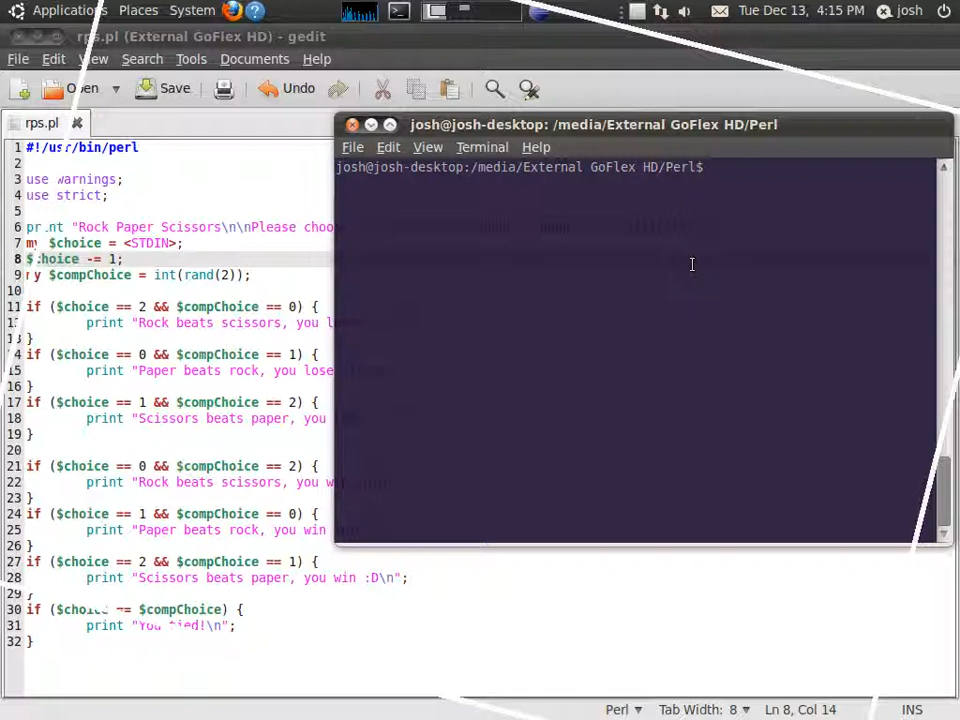 Applications Places System
Tue Dec 13, 4:15 PM josh
rps.pl (External GoFlex HD) - gedit
File Edit View Search Tools Documents Help
Open Save Undo
rps.pl
1 #!/usr/bin/perl
2
3 use warnings;
4 use strict;
5
6 print "Rock Paper Scissors\n\nPlease choo
7 my $choice = <STDIN>;
8 $choice -= 1;
9 my $compChoice = int(rand(2));
10
11 if ($choice == 2 && $compChoice == 0) {
12 print "Rock beats scissors, you l
13 }
14 if ($choice == 0 && $compChoice == 1) {
15 print "Paper beats rock, you lose
16 }
17 if ($choice == 1 && $compChoice == 2) {
18 print "Scissors beats paper, you
19 }
20
21 if ($choice == 0 && $compChoice == 2) {
22 print "Rock beats scissors, you w
23 }
24 if ($choice == 1 && $compChoice == 0) {
25 print "Paper beats rock, you win
26 }
27 if ($choice == 2 && $compChoice == 1) {
28 print "Scissors beats paper, you win :D\n";
29 }
30 if ($choice == $compChoice) {
31 print "You tied!\n";
32 }
josh@josh-desktop: /media/External GoFlex HD/Perl
File Edit View Terminal Help
josh@josh-desktop:/media/External GoFlex HD/Perl$
Perl Tab Width: 8 Ln 8, Col 14 INS